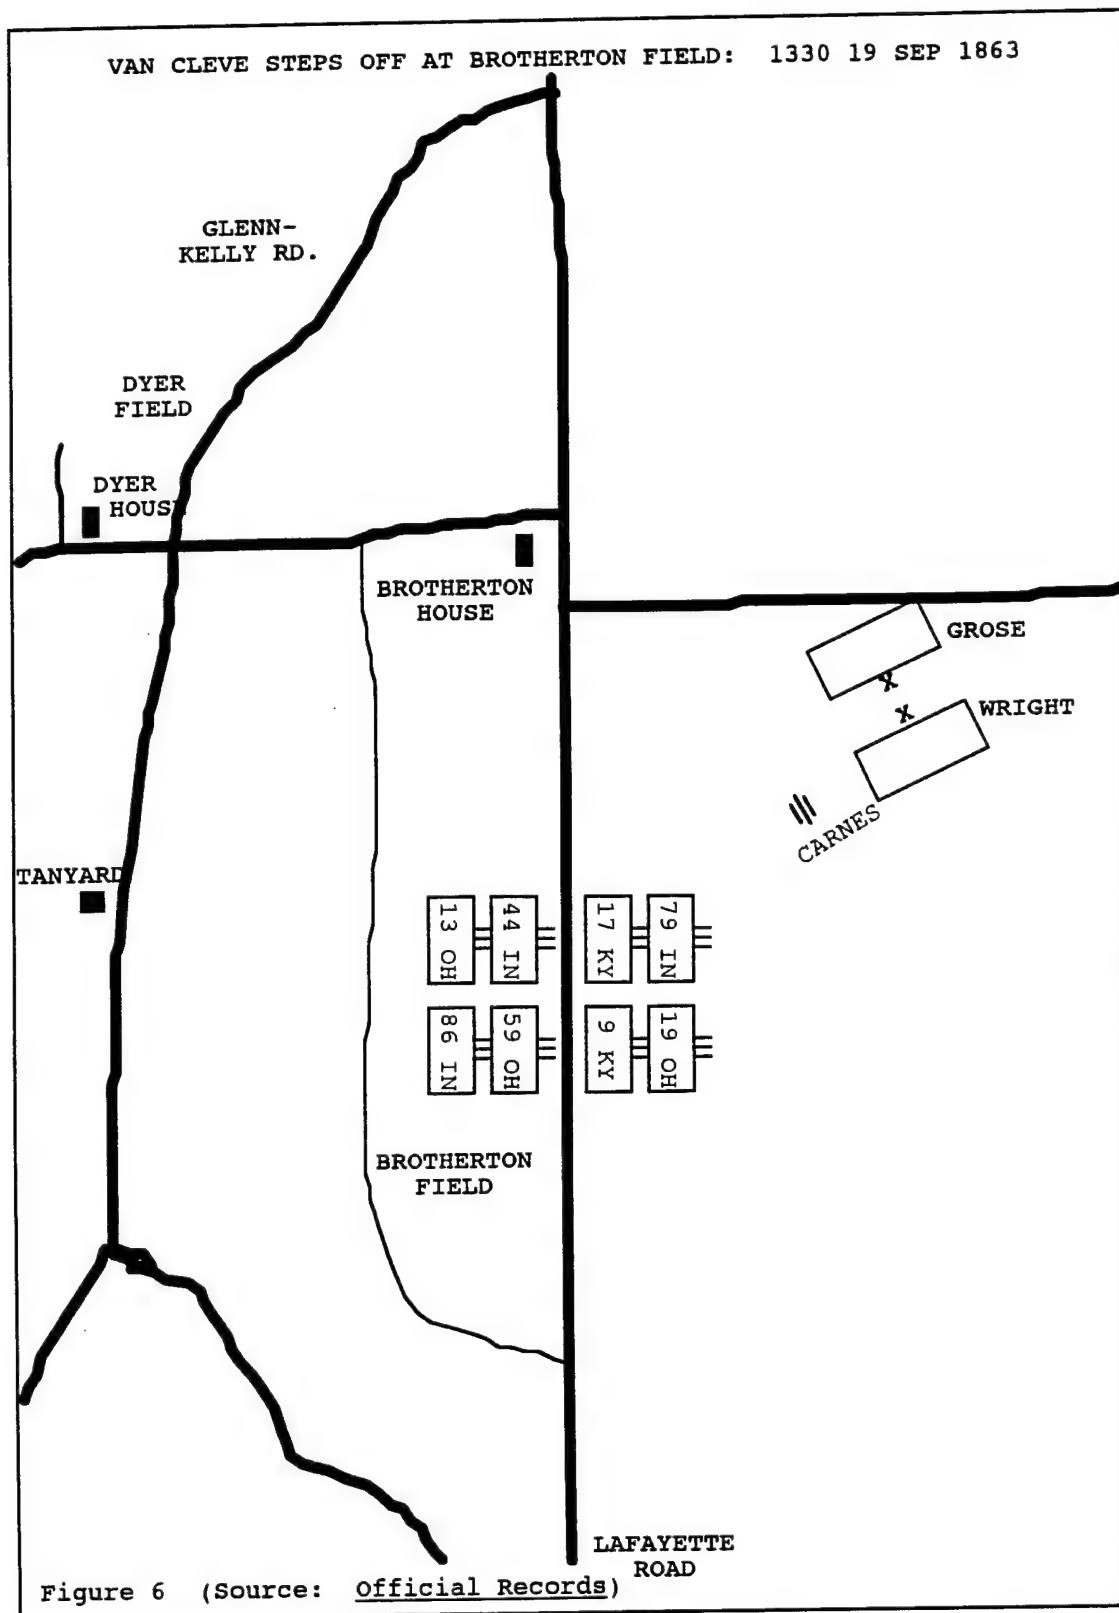 VAN CLEVE STEPS OFF AT BROTHERTON FIELD: 1330 19 SEP 1863
GLENN-
KELLY RD.
DYER
FIELD
DYER
HOUSE
BROTHERTON
HOUSE
GROSE
X
X
WRIGHT
CARNES
TANYARD
13 OH
44 IN
17 KY
79 IN
86 IN
59 OH
9 KY
19 OH
BROTHERTON
FIELD
LAFAYETTE
ROAD
Figure 6 (Source: Official Records)